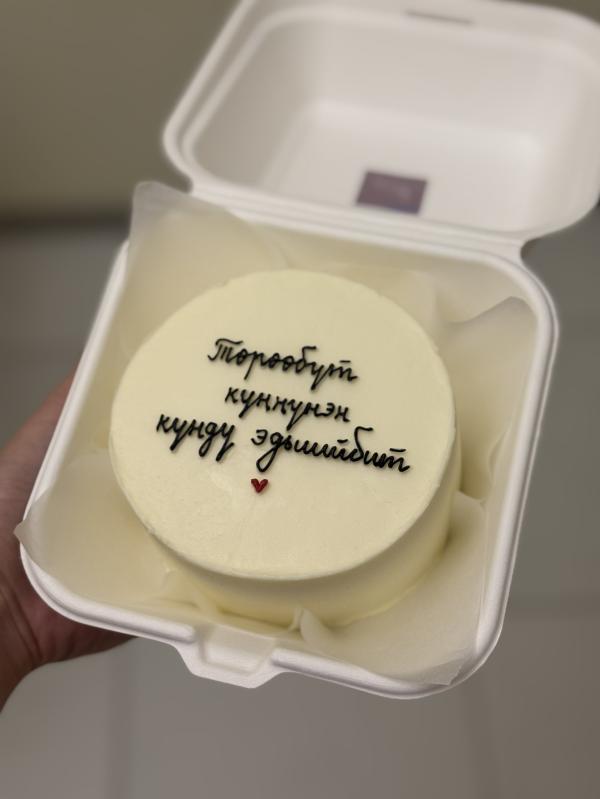 Төрөөбүт
күҥҥүнэн
күндү эдьиийбит